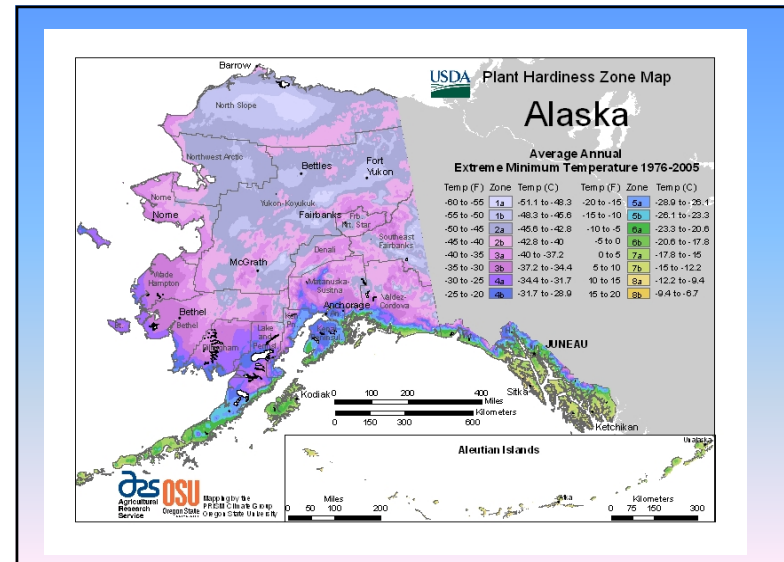 Barrow
USDA
Plant Hardiness Zone Map
Alaska
Average Annual
Extreme Minimum Temperature 1976-2005
Temp (F) Zone Temp (C) Temp (F) Zone Temp (C)
-60 to -55 1a -51.1 to -48.3 -20 to -15 5a -28.9 to -26.1
-55 to -50 1b -48.3 to -45.6 -15 to -10 5b -26.1 to -23.3
-50 to -45 2a -45.6 to -42.8 -10 to -5 6a -23.3 to -20.6
-45 to -40 2b -42.8 to -40 -5 to 0 6b -20.6 to -17.8
-40 to -35 3a -40 to -37.2 0 to 5 7a -17.8 to -15
-35 to -30 3b -37.2 to -34.4 5 to 10 7b -15 to -12.2
-30 to -25 4a -34.4 to -31.7 10 to 15 8a -12.2 to -9.4
-25 to -20 4b -31.7 to -28.9 15 to 20 8b -9.4 to -6.7
North Slope
Northwest Arctic
Bettles
Fort
Yukon
Nome
Yukon-Koyukuk
Nome
Fairbanks
Southeast
Fairbanks
Denali
McGrath
Wade
Hampton
Matanuska-
Susitna
Anchorage
Valdez-
Cordova
Bethel
Bethel
Lake
and
Dillingham
JUNEAU
Sitka
Ketchikan
Kodiak
0 100 200 400
Miles
Kilometers
0 150 300 600
Aleutian Islands
Unalaska
Atka
Miles
0 50 100 200
Kilometers
0 75 150 300
Agricultural
Research
Service
OSU
Oregon State
Mapping by the
PRISM Climate Group
Oregon State University